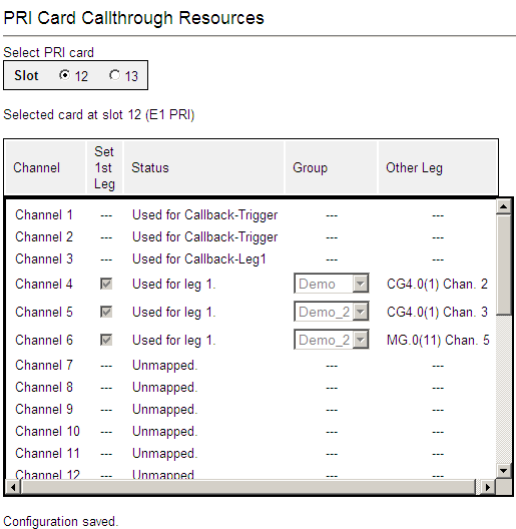 PRI Card Callthrough Resources
Select PRI card
Slot 12 13
Selected card at slot 12 (E1 PRI)
Channel Set 1st Leg Status Group Other Leg
Channel 1 --- Used for Callback-Trigger --- ---
Channel 2 --- Used for Callback-Trigger --- ---
Channel 3 --- Used for Callback-Leg1 --- ---
Channel 4 Used for leg 1. Demo CG4.0(1) Chan. 2
Channel 5 Used for leg 1. Demo_2 CG4.0(1) Chan. 3
Channel 6 Used for leg 1. Demo_2 MG.0(11) Chan. 5
Channel 7 --- Unmapped. --- ---
Channel 8 --- Unmapped. --- ---
Channel 9 --- Unmapped. --- ---
Channel 10 --- Unmapped. --- ---
Channel 11 --- Unmapped. --- ---
Channel 12 --- Unmapped. --- ---
Configuration saved.